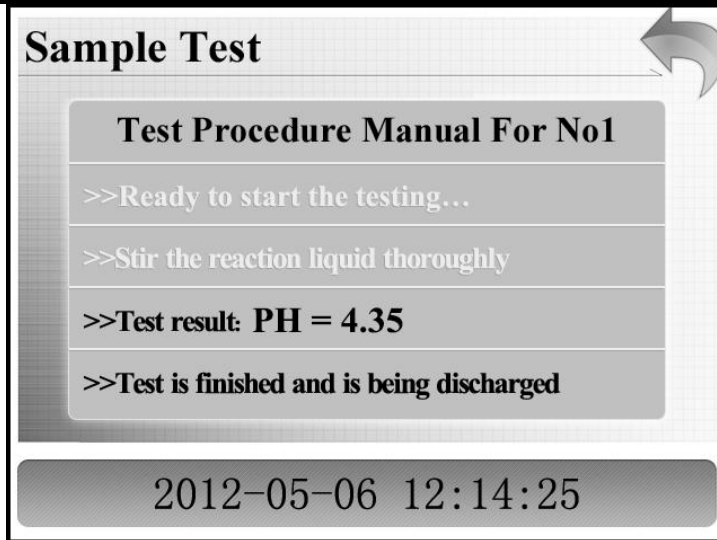 Sample Test
Test Procedure Manual For No1
>>Ready to start the testing...
>>Stir the reaction liquid thoroughly
>>Test result: PH = 4.35
>>Test is finished and is being discharged
2012-05-06 12:14:25